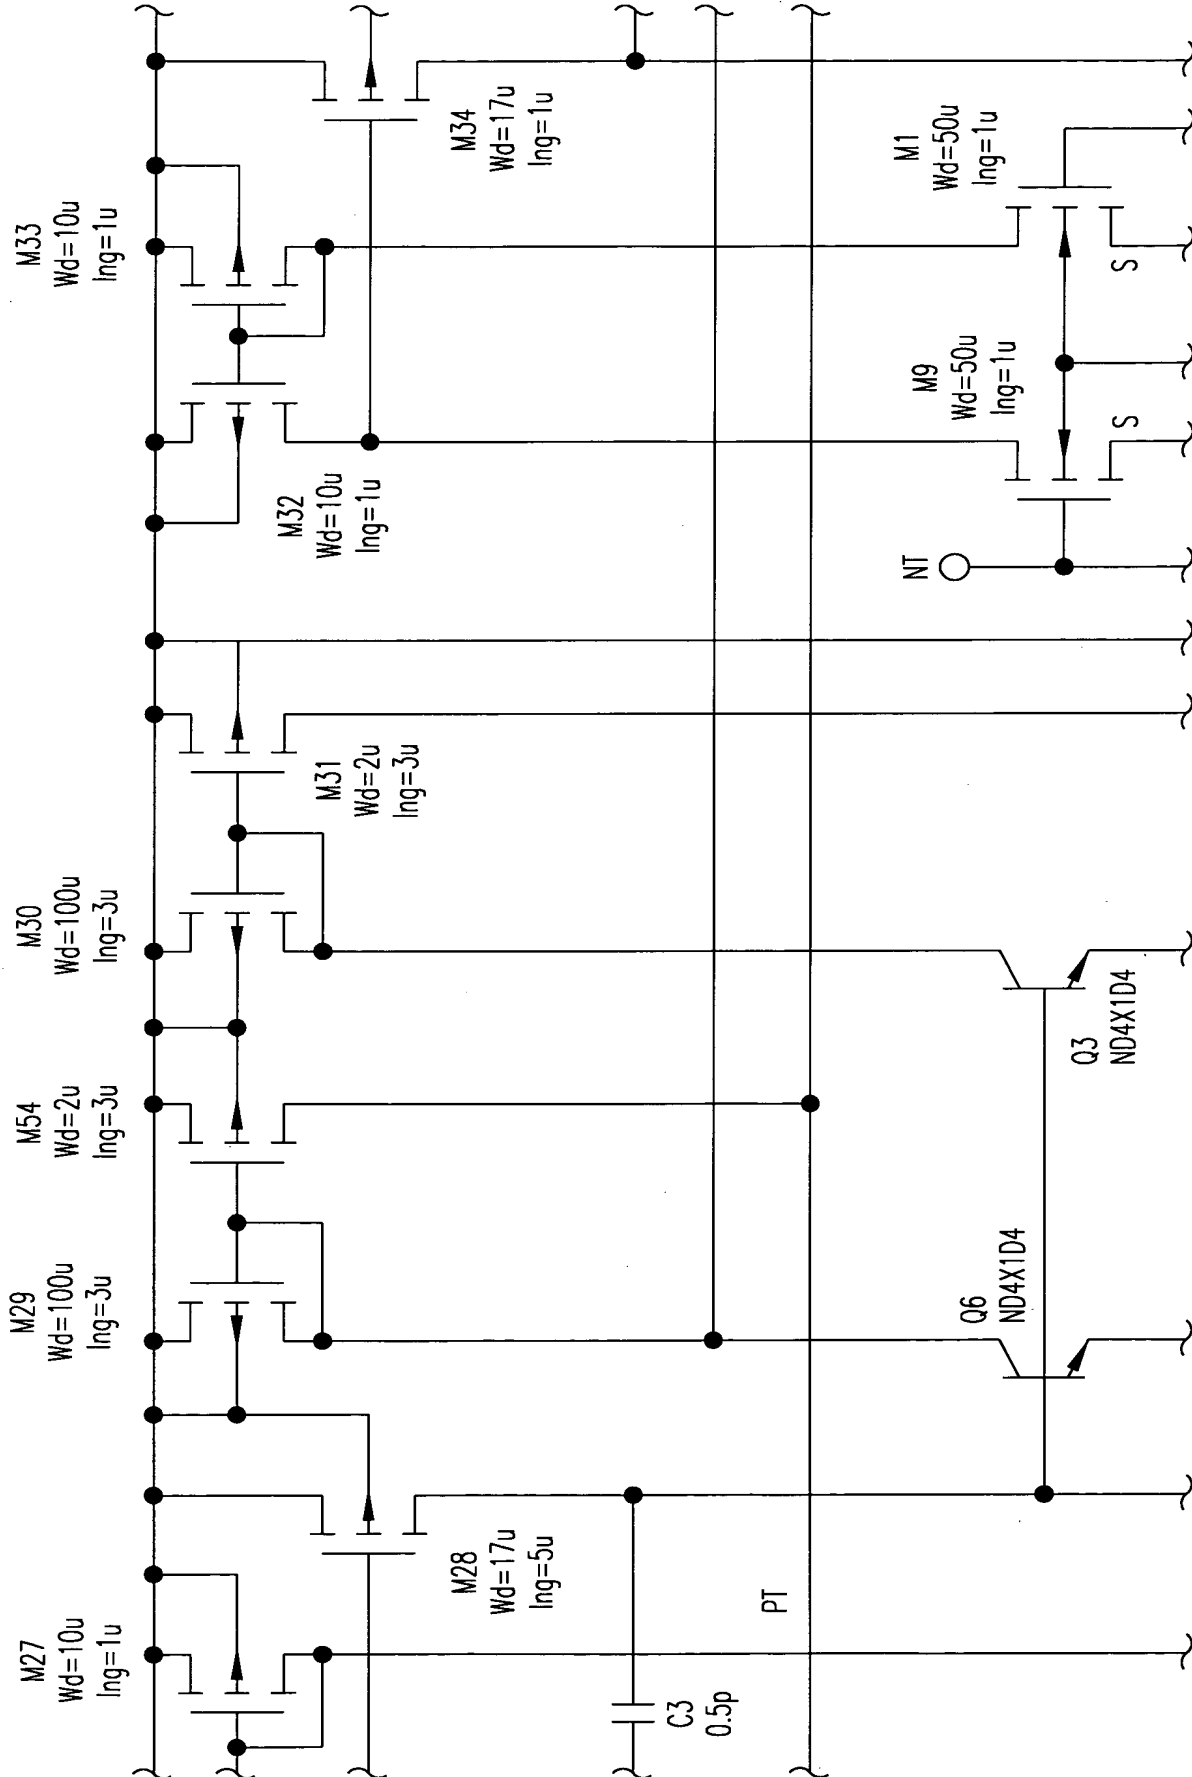 M27
Wd=10u
lng=1u
M28
Wd=17u
lng=5u
C3
0.5p
PT
M29
Wd=100u
lng=3u
M54
Wd=2u
lng=3u
Q6
ND4X1D4
M30
Wd=100u
lng=3u
M31
Wd=2u
lng=3u
Q3
ND4X1D4
M32
Wd=10u
lng=1u
M33
Wd=10u
lng=1u
M34
Wd=17u
lng=1u
NT
M9
Wd=50u
lng=1u
S
M1
Wd=50u
lng=1u
S